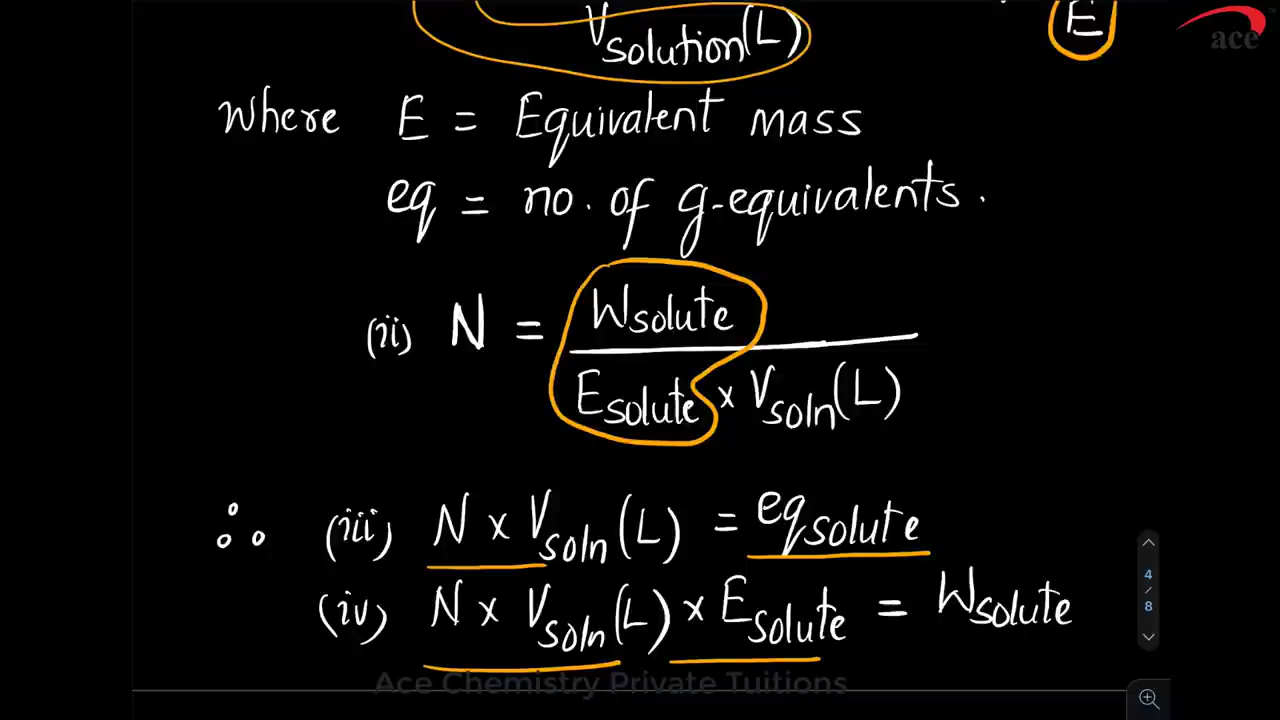 Vsolution(L)
E
ace
Where E = Equivalent mass
eq = no. of g-equivalents.
(ii) N = Wsolute
Esolute × Vsoln(L)
∴ (iii) N × Vsoln(L) = eqsolute
(iv) N × Vsoln(L) × Esolute = Wsolute
4
/
8
Ace Chemistry Private Tuitions